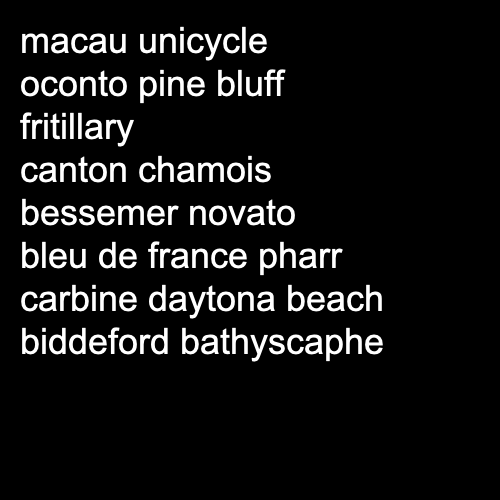 macau unicycle
oconto pine bluff
fritillary
canton chamois
bessemer novato
bleu de france pharr
carbine daytona beach
biddeford bathyscaphe